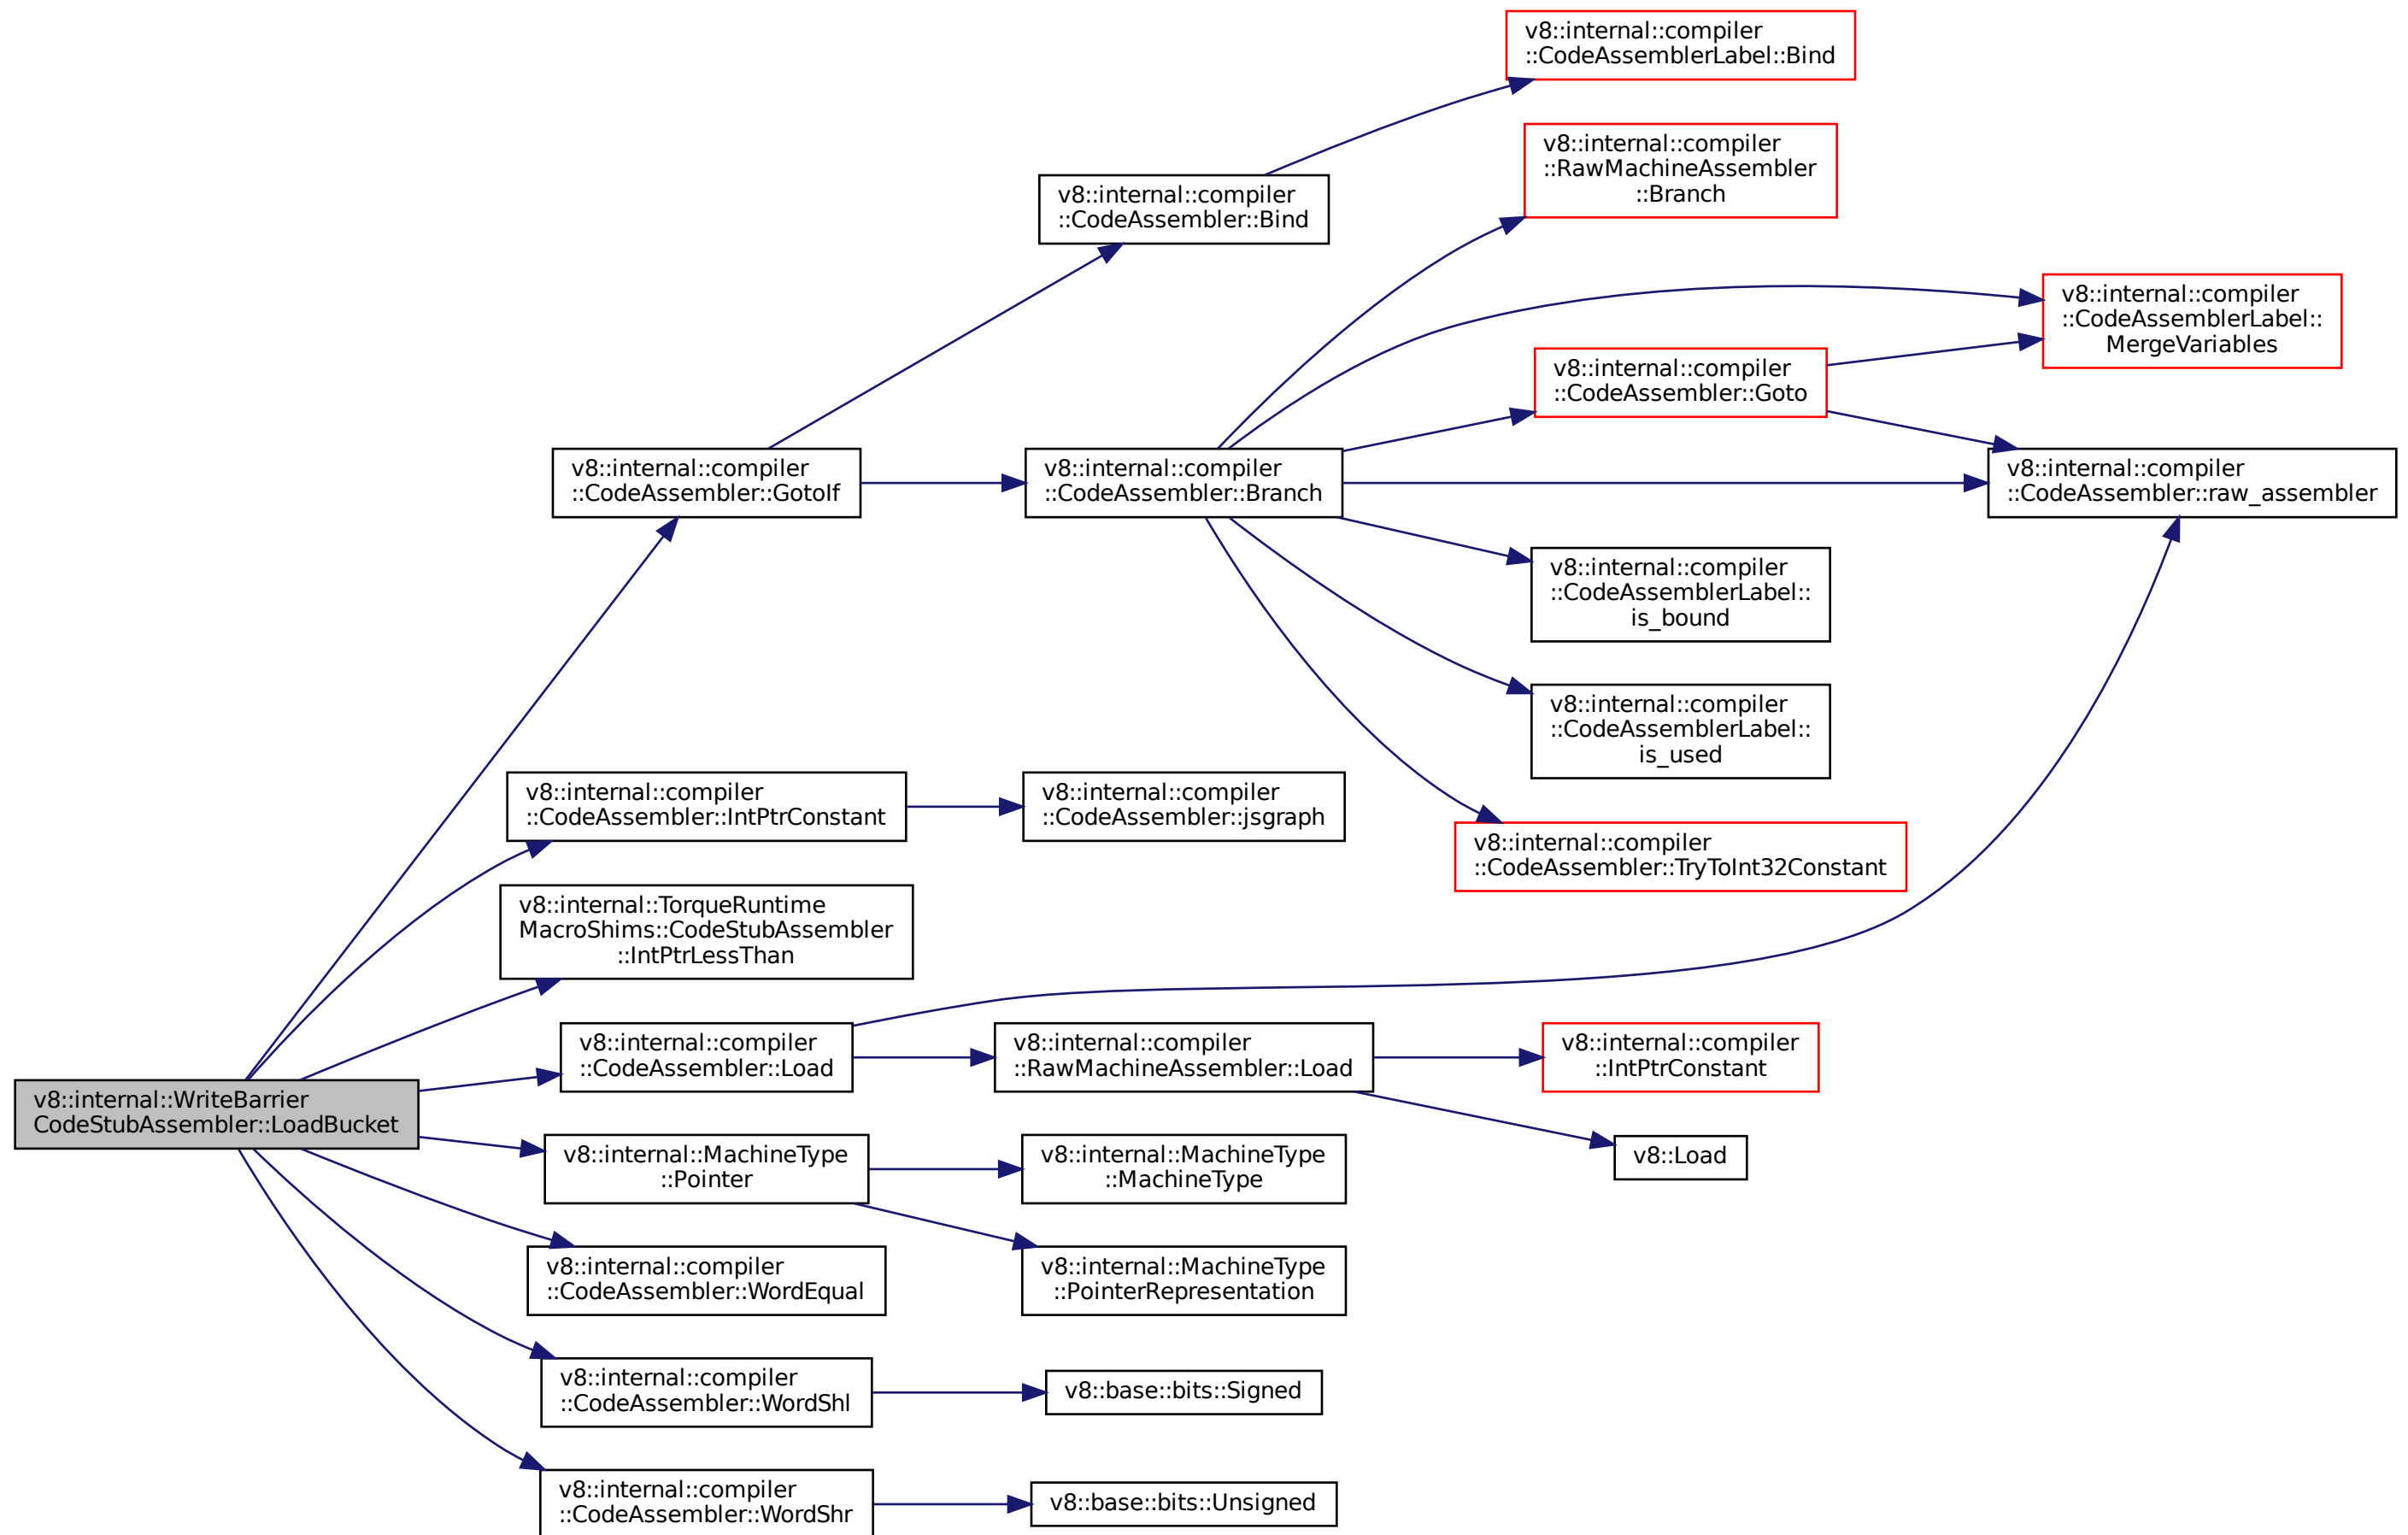 v8::internal::compiler
::CodeAssemblerLabel::Bind
v8::internal::compiler
::RawMachineAssembler
::Branch
v8::internal::compiler
::CodeAssembler::Bind
v8::internal::compiler
::CodeAssemblerLabel::
MergeVariables
v8::internal::compiler
::CodeAssembler::Goto
v8::internal::compiler
::CodeAssembler::GotoIf
v8::internal::compiler
::CodeAssembler::Branch
v8::internal::compiler
::CodeAssembler::raw_assembler
v8::internal::compiler
::CodeAssemblerLabel::
is_bound
v8::internal::compiler
::CodeAssemblerLabel::
is_used
v8::internal::compiler
::CodeAssembler::IntPtrConstant
v8::internal::compiler
::CodeAssembler::jsgraph
v8::internal::compiler
::CodeAssembler::TryToInt32Constant
v8::internal::TorqueRuntime
MacroShims::CodeStubAssembler
::IntPtrLessThan
v8::internal::compiler
::CodeAssembler::Load
v8::internal::compiler
::RawMachineAssembler::Load
v8::internal::compiler
::IntPtrConstant
v8::internal::WriteBarrier
CodeStubAssembler::LoadBucket
v8::internal::MachineType
::Pointer
v8::internal::MachineType
::MachineType
v8::Load
v8::internal::compiler
::CodeAssembler::WordEqual
v8::internal::MachineType
::PointerRepresentation
v8::internal::compiler
::CodeAssembler::WordShl
v8::base::bits::Signed
v8::internal::compiler
::CodeAssembler::WordShr
v8::base::bits::Unsigned